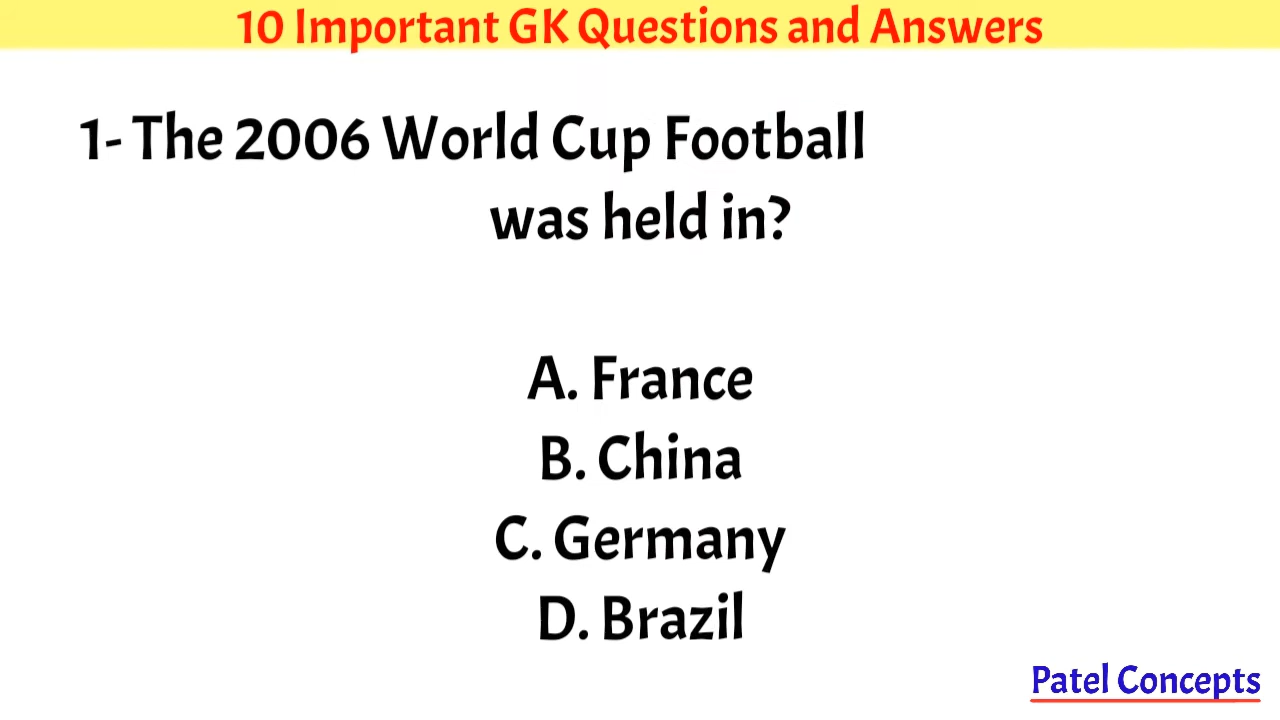 10 Important GK Questions and Answers
1- The 2006 World Cup Football
was held in?
A. France
B. China
C. Germany
D. Brazil
Patel Concepts